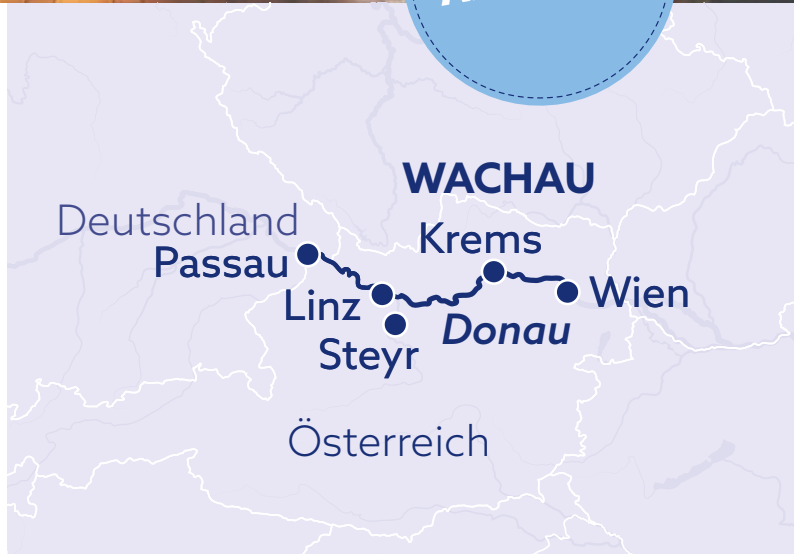 WACHAU
Deutschland
Krems
Passau
Wien
Linz
Donau
Steyr
Österreich